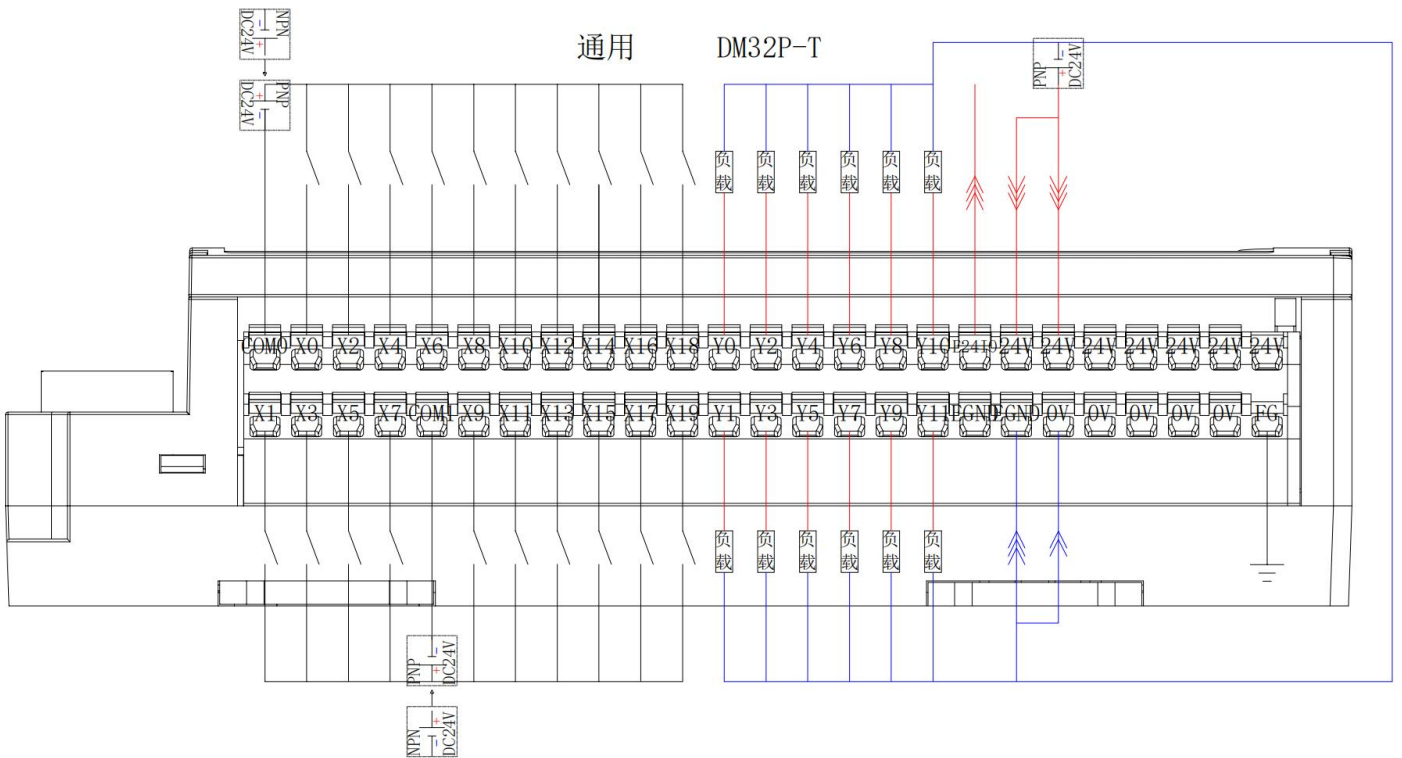 NPN
DC24V
通用 DM32P-T
PNP
DC24V
PNP
DC24V
负载 负载 负载 负载 负载 负载
COM0 X0 X2 X4 X6 X8 X10 X12 X14 X16 X18 Y0 Y2 Y4 Y6 Y8 Y10 24V 24V 24V 24V 24V 24V 24V
X1 X3 X5 X7 COM1 X9 X11 X13 X15 X17 X19 Y1 Y3 Y5 Y7 Y9 Y11 EGND EGND 0V 0V 0V 0V 0V FG
负载 负载 负载 负载 负载 负载
PNP
DC24V
NPN
DC24V